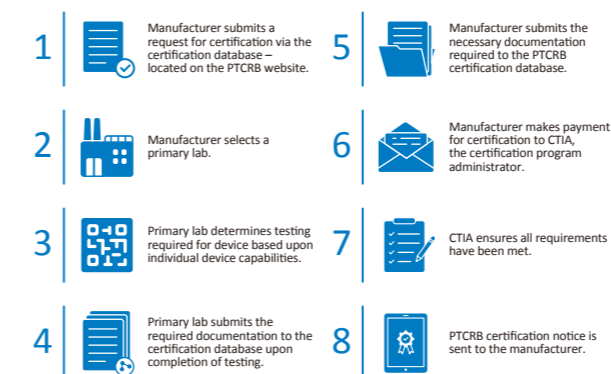 1
Manufacturer submits a
request for certification via the
certification database –
located on the PTCRB website.
2
Manufacturer selects a
primary lab.
3
Primary lab determines testing
required for device based upon
individual device capabilities.
4
Primary lab submits the
required documentation to the
certification database upon
completion of testing.
5
Manufacturer submits the
necessary documentation
required to the PTCRB
certification database.
6
Manufacturer makes payment
for certification to CTIA,
the certification program
administrator.
7
CTIA ensures all requirements
have been met.
8
PTCRB certification notice is
sent to the manufacturer.